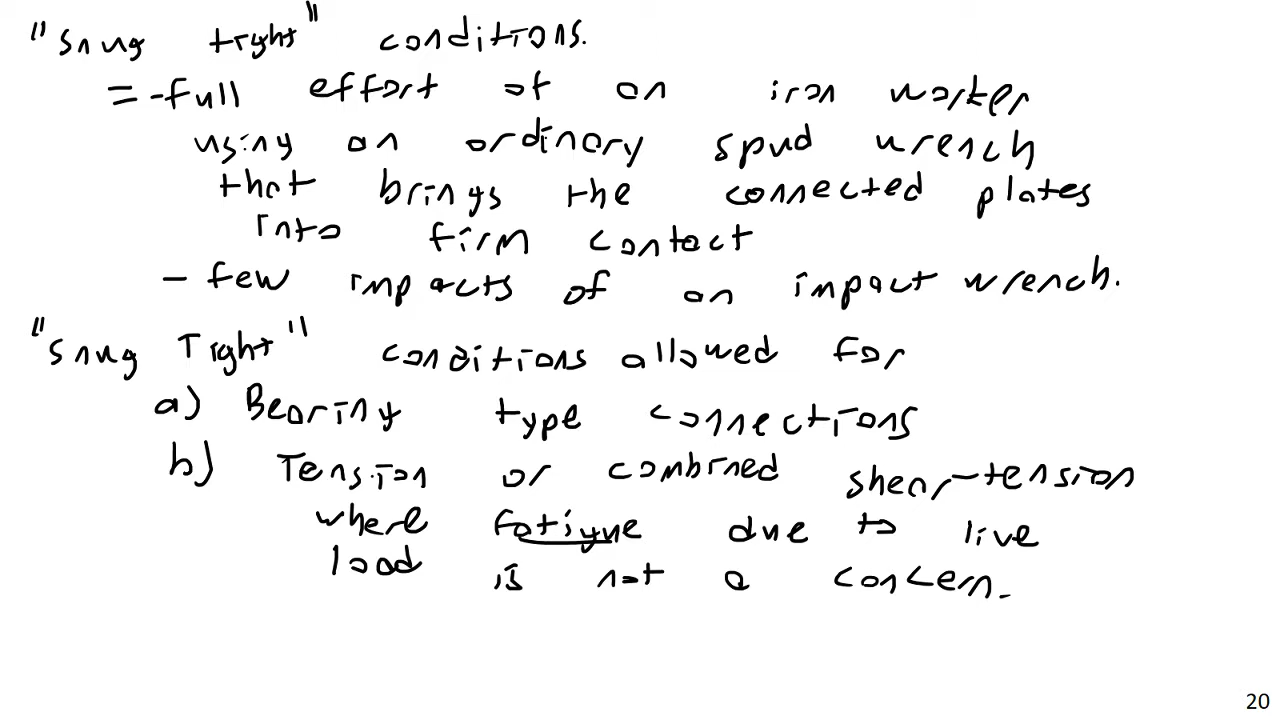 "Snug tight" conditions.
= - full effort of an iron worker
using an ordinary spud wrench
that brings the connected plates
into firm contact
- few impacts of an impact wrench.
"Snug Tight" conditions allowed for
a) Bearing type connections
b) Tension or combined shear-tension
where fatigue due to live
load is not a concern.
20